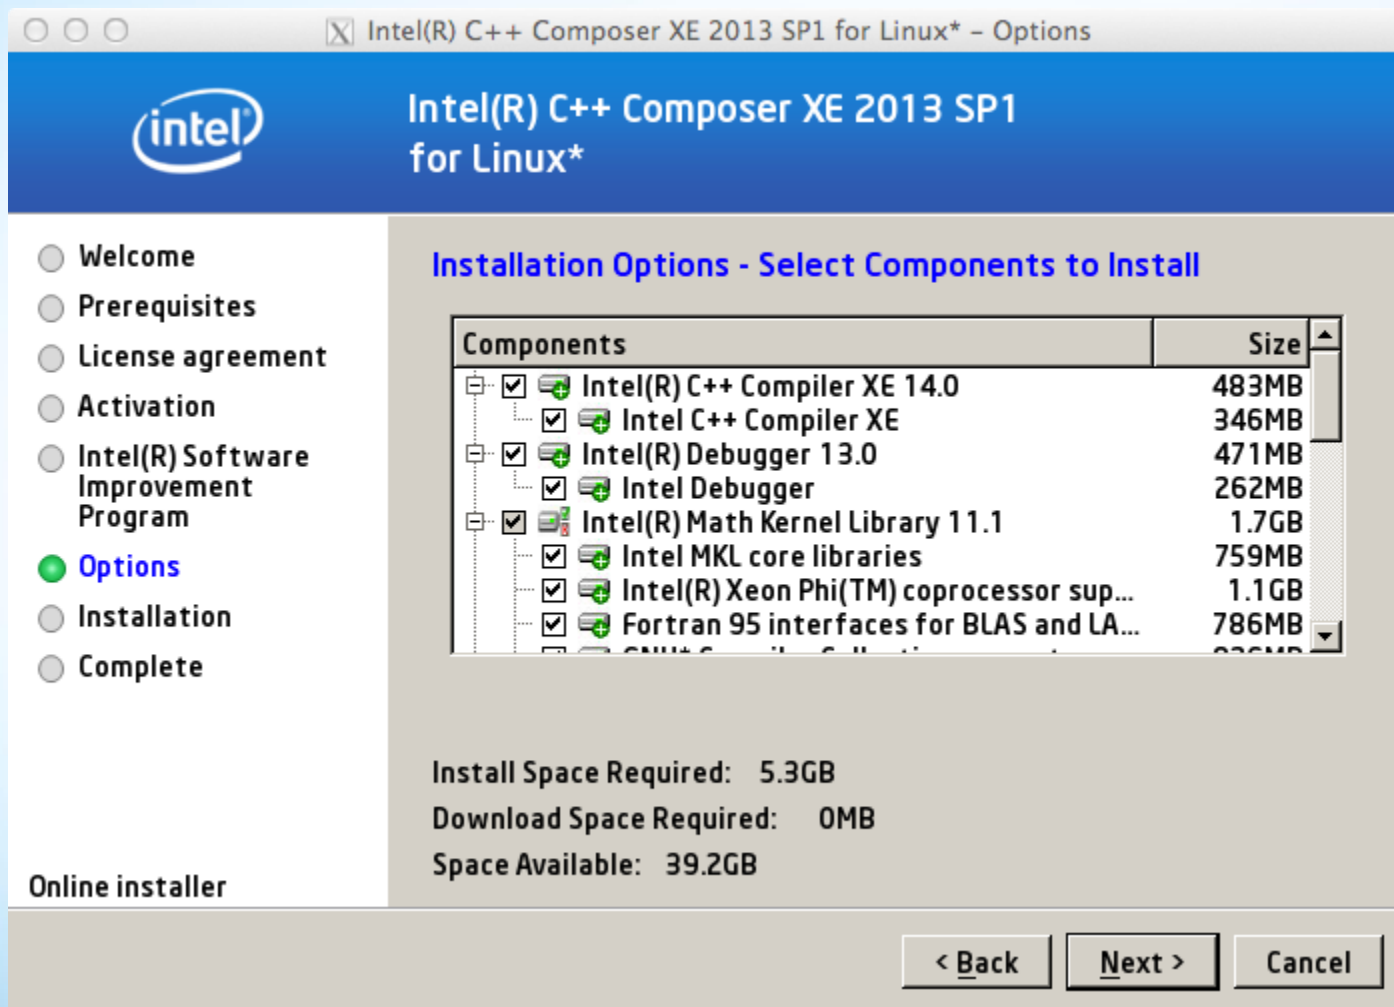 Intel(R) C++ Composer XE 2013 SP1 for Linux* – Options
intel
Intel(R) C++ Composer XE 2013 SP1
for Linux*
Welcome
Prerequisites
License agreement
Activation
Intel(R) Software
Improvement
Program
Options
Installation
Complete
Online installer
Installation Options - Select Components to Install
Components Size
Intel(R) C++ Compiler XE 14.0 483MB
Intel C++ Compiler XE 346MB
Intel(R) Debugger 13.0 471MB
Intel Debugger 262MB
Intel(R) Math Kernel Library 11.1 1.7GB
Intel MKL core libraries 759MB
Intel(R) Xeon Phi(TM) coprocessor sup... 1.1GB
Fortran 95 interfaces for BLAS and LA... 786MB
Install Space Required: 5.3GB
Download Space Required: 0MB
Space Available: 39.2GB
< Back
Next >
Cancel